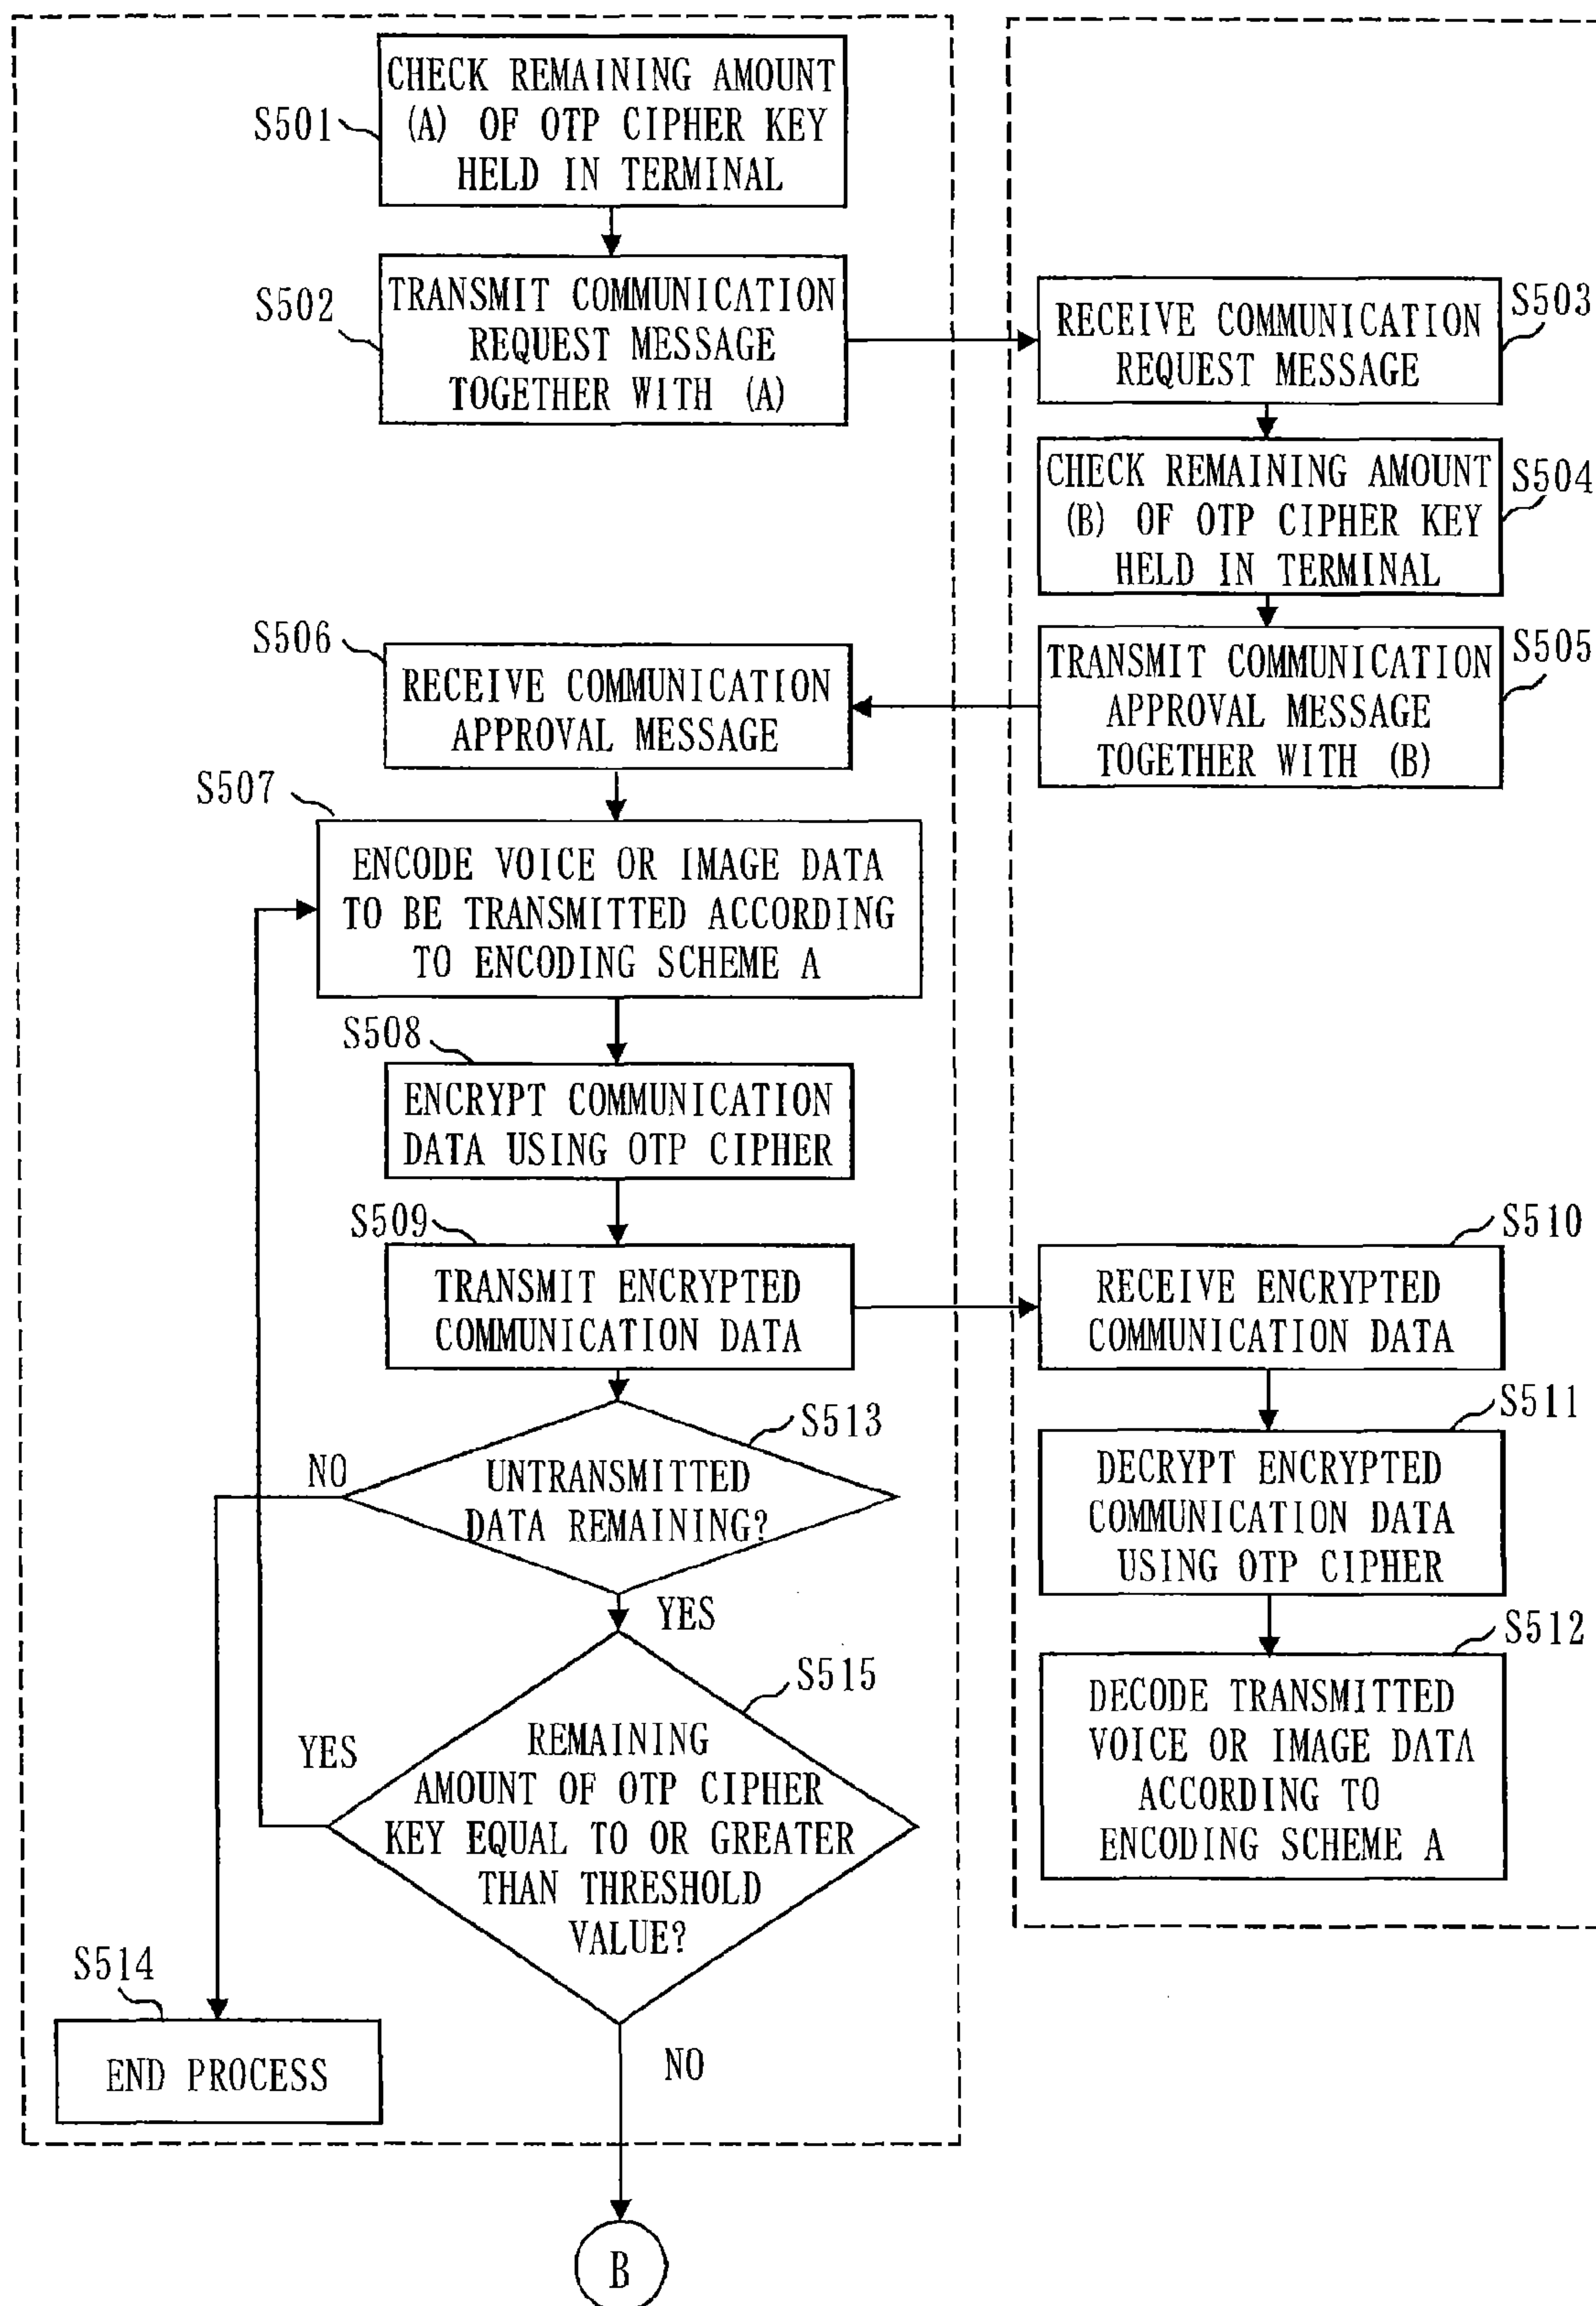 S501
CHECK REMAINING AMOUNT
(A) OF OTP CIPHER KEY
HELD IN TERMINAL
S502
TRANSMIT COMMUNICATION
REQUEST MESSAGE
TOGETHER WITH (A)
S503
RECEIVE COMMUNICATION
REQUEST MESSAGE
S504
CHECK REMAINING AMOUNT
(B) OF OTP CIPHER KEY
HELD IN TERMINAL
S505
TRANSMIT COMMUNICATION
APPROVAL MESSAGE
TOGETHER WITH (B)
S506
RECEIVE COMMUNICATION
APPROVAL MESSAGE
S507
ENCODE VOICE OR IMAGE DATA
TO BE TRANSMITTED ACCORDING
TO ENCODING SCHEME A
S508
ENCRYPT COMMUNICATION
DATA USING OTP CIPHER
S509
TRANSMIT ENCRYPTED
COMMUNICATION DATA
S510
RECEIVE ENCRYPTED
COMMUNICATION DATA
S511
DECRYPT ENCRYPTED
COMMUNICATION DATA
USING OTP CIPHER
S512
DECODE TRANSMITTED
VOICE OR IMAGE DATA
ACCORDING TO
ENCODING SCHEME A
S513
UNTRANSMITTED
DATA REMAINING?
NO
YES
S515
REMAINING
AMOUNT OF OTP CIPHER
KEY EQUAL TO OR GREATER
THAN THRESHOLD
VALUE?
YES
NO
S514
END PROCESS
B